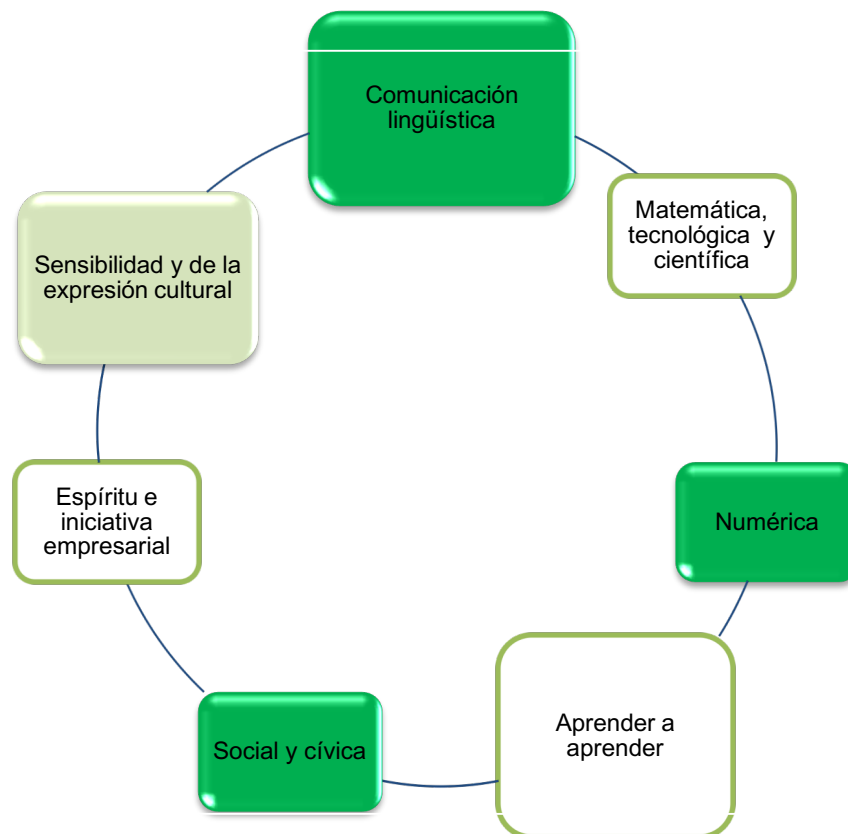 Comunicación
lingüística
Matemática,
tecnológica y
científica
Sensibilidad y de la
expresión cultural
Numérica
Espíritu e
iniciativa
empresarial
Aprender a
aprender
Social y cívica